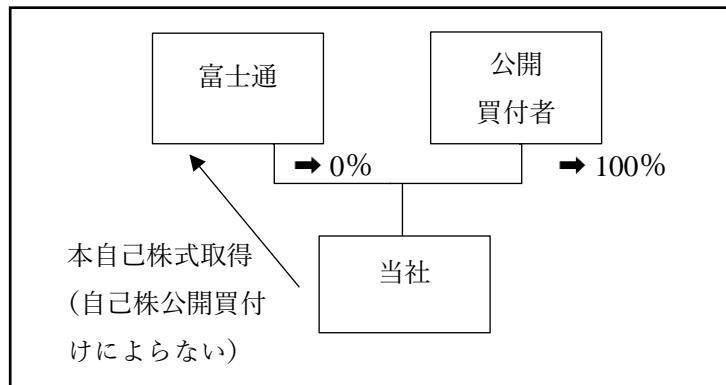 富士通
公開
買付者
➡ 0%
➡ 100%
本自己株式取得
(自己株公開買付
けによらない)
当社